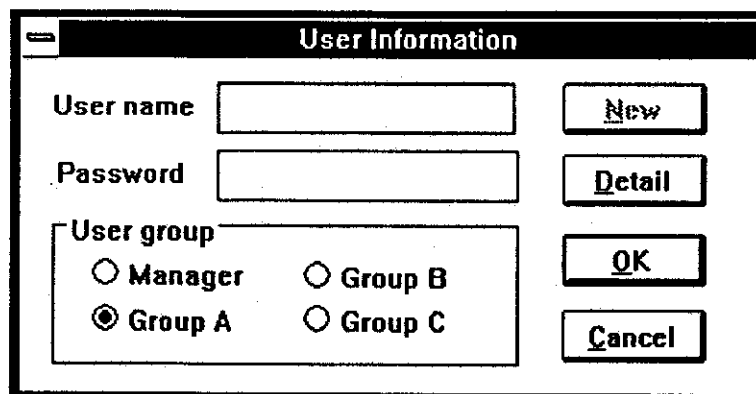 User Information
User name
New
Password
Detail
User group
Manager
Group B
OK
Group A
Group C
Cancel